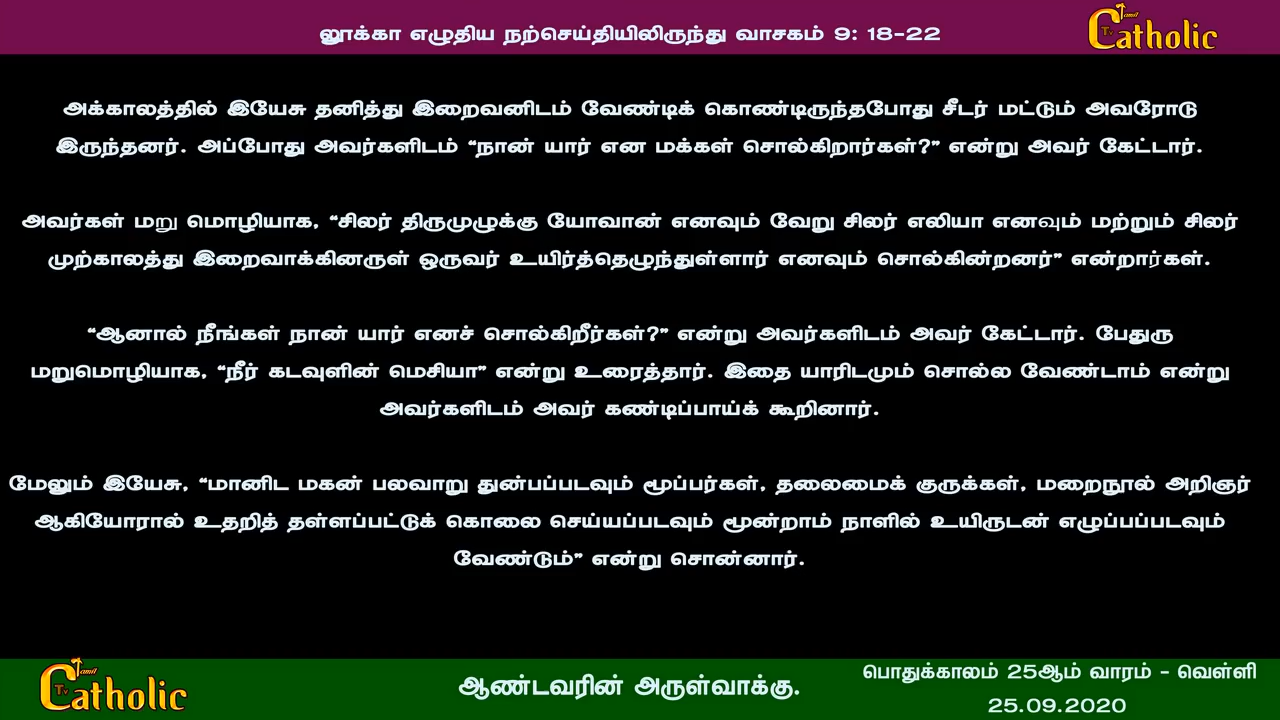 லூக்கா எழுதிய நற்செய்தியிலிருந்து வாசகம் 9: 18-22
Tamil
Catholic
Tv
அக்காலத்தில் இயேசு தனித்து இறைவனிடம் வேண்டிக் கொண்டிருந்தபோது சீடர் மட்டும் அவரோடு
இருந்தனர். அப்போது அவர்களிடம் “நான் யார் என மக்கள் சொல்கிறார்கள்?” என்று அவர் கேட்டார்.
அவர்கள் மறு மொழியாக, “சிலர் திருமுழுக்கு யோவான் எனவும் வேறு சிலர் எலியா எனவும் மற்றும் சிலர்
முற்காலத்து இறைவாக்கினருள் ஒருவர் உயிர்த்தெழுந்துள்ளார் எனவும் சொல்கின்றனர்” என்றார்கள்.
“ஆனால் நீங்கள் நான் யார் எனச் சொல்கிறீர்கள்?” என்று அவர்களிடம் அவர் கேட்டார். பேதுரு
மறுமொழியாக, “நீர் கடவுளின் மெசியா” என்று உரைத்தார். இதை யாரிடமும் சொல்ல வேண்டாம் என்று
அவர்களிடம் அவர் கண்டிப்பாய்க் கூறினார்.
மேலும் இயேசு, “மானிட மகன் பலவாறு துன்பப்படவும் மூப்பர்கள், தலைமைக் குருக்கள், மறைநூல் அறிஞர்
ஆகியோரால் உதறித் தள்ளப்பட்டுக் கொலை செய்யப்படவும் மூன்றாம் நாளில் உயிருடன் எழுப்பப்படவும்
வேண்டும்” என்று சொன்னார்.
Tamil
Catholic
Tv
ஆண்டவரின் அருள்வாக்கு.
பொதுக்காலம் 25ஆம் வாரம் - வெள்ளி
25.09.2020